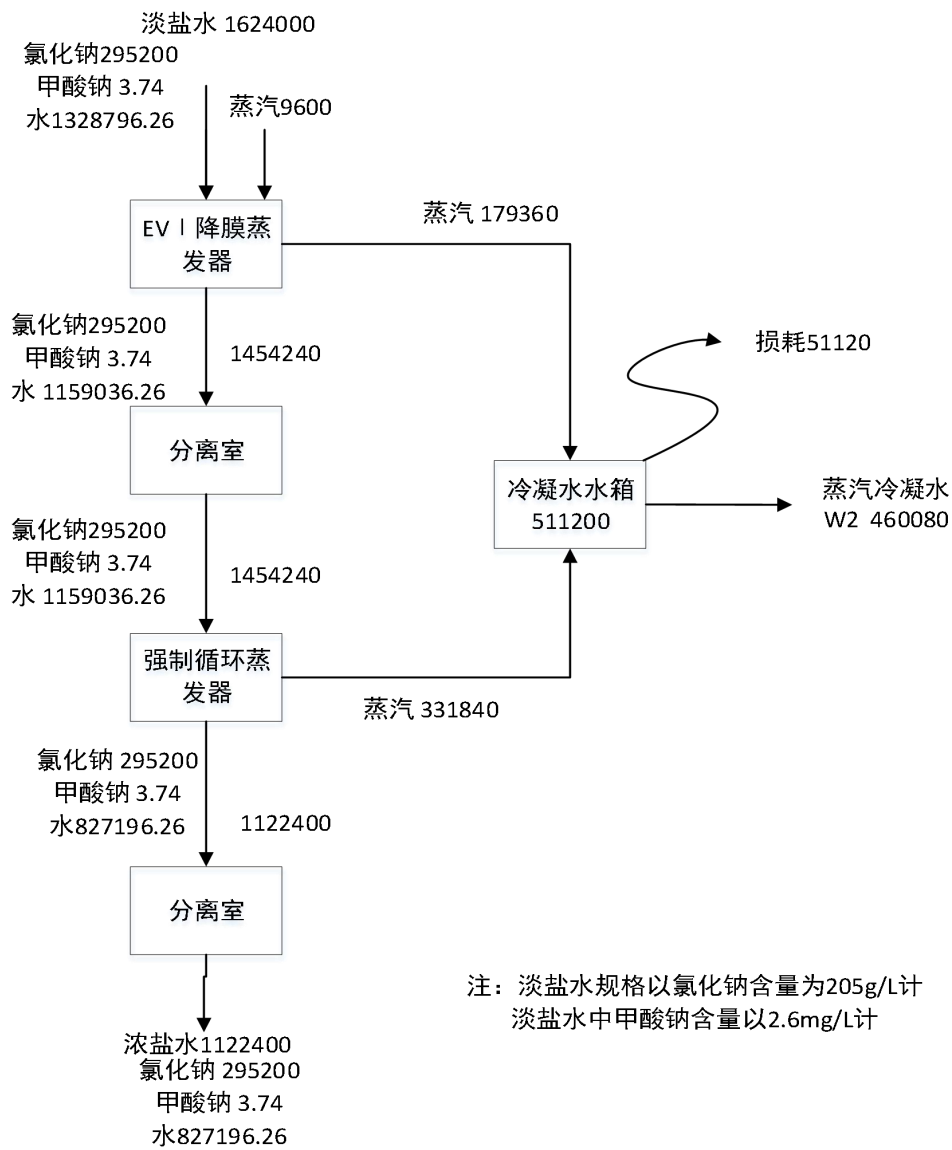 淡盐水 1624000
氯化钠295200
甲酸钠 3.74
水1328796.26
蒸汽9600
EVⅠ降膜蒸
发器
蒸汽 179360
氯化钠295200
甲酸钠 3.74
水 1159036.26
1454240
损耗51120
分离室
冷凝水水箱
511200
蒸汽冷凝水
W2 460080
氯化钠295200
甲酸钠 3.74
水 1159036.26
1454240
强制循环蒸
发器
蒸汽 331840
氯化钠 295200
甲酸钠 3.74
水827196.26
1122400
分离室
注：淡盐水规格以氯化钠含量为205g/L计
淡盐水中甲酸钠含量以2.6mg/L计
浓盐水1122400
氯化钠 295200
甲酸钠 3.74
水827196.26